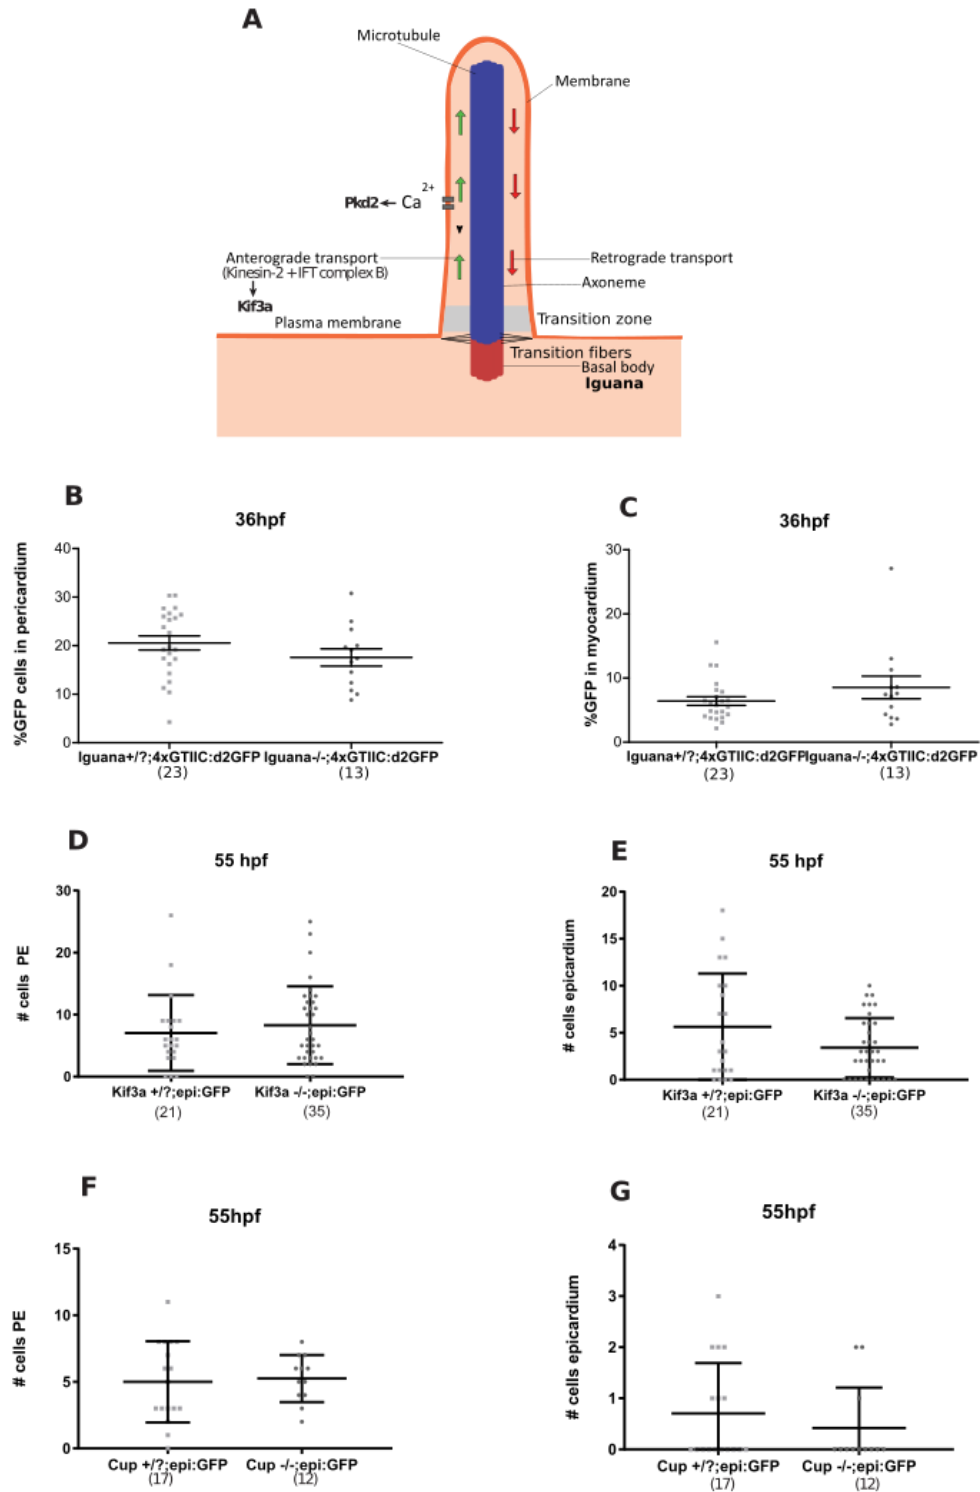 A
Microtubule
Membrane
Pkd2 ← Ca 2+
Anterograde transport
(Kinesin-2 + IFT complex B)
Kif3a
Retrograde transport
Axoneme
Plasma membrane
Transition zone
Transition fibers
Basal body
Iguana
B
36hpf
%GFP cells in pericardium
40
30
20
10
0
Iguana+/?;4xGTIIC:d2GFP Iguana-/-;4xGTIIC:d2GFP
(23) (13)
C
36hpf
%GFP in myocardium
30
20
10
0
Iguana+/?;4xGTIIC:d2GFP Iguana-/-;4xGTIIC:d2GFP
(23) (13)
D
55 hpf
# cells PE
30
20
10
0
Kif3a +/?;epi:GFP Kif3a -/-;epi:GFP
(21) (35)
E
55 hpf
# cells epicardium
20
15
10
5
0
Kif3a +/?;epi:GFP Kif3a -/-;epi:GFP
(21) (35)
F
55hpf
# cells PE
15
10
5
0
Cup +/?;epi:GFP Cup -/-;epi:GFP
(17) (12)
G
55hpf
# cells epicardium
4
3
2
1
0
Cup +/?;epi:GFP Cup -/-;epi:GFP
(17) (12)